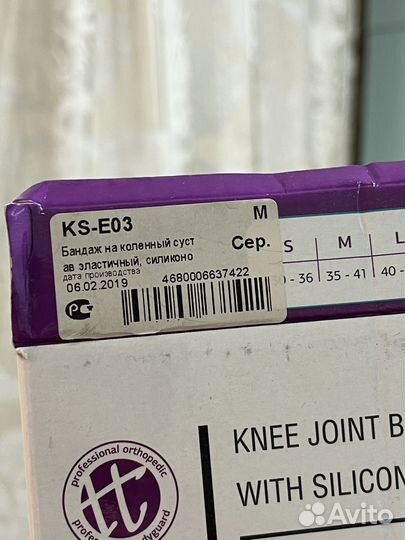 KS-E03 M
Бандаж на коленный суст
ав эластичный, силиконо Сер.
дата производства
06.02.2019 4680006637422
РСТ
S M L
- 36 35 - 41 40 -
professional orthopedic
tt
KNEE JOINT B
WITH SILICON
Avito